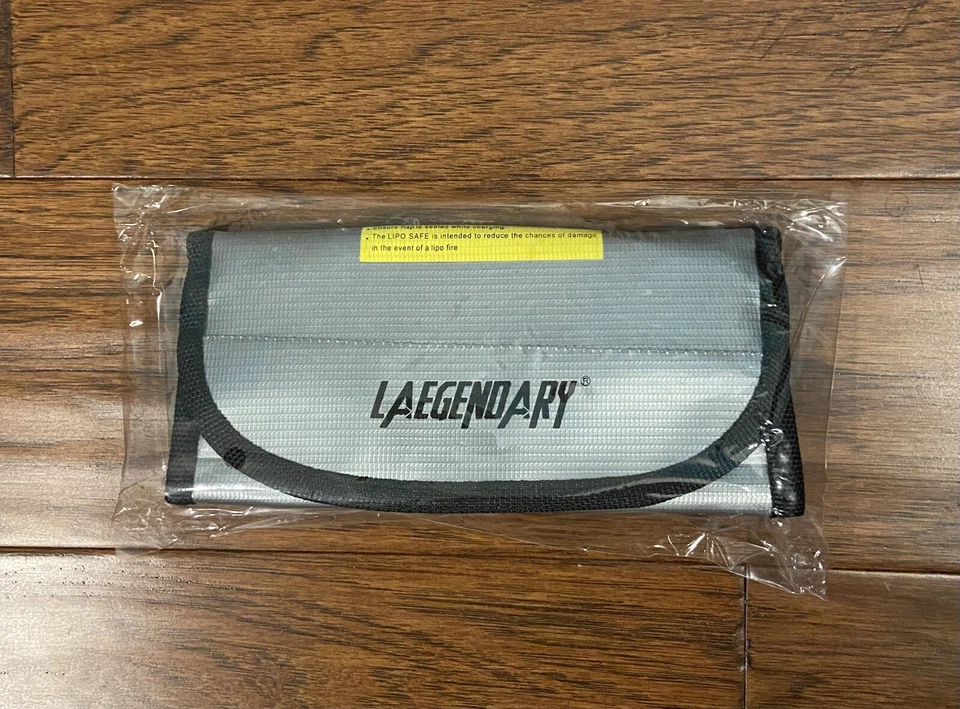 • Ensure flap is sealed while charging.
• The LIPO SAFE is intended to reduce the chances of damage
in the event of a lipo fire
LAEGENDARY®